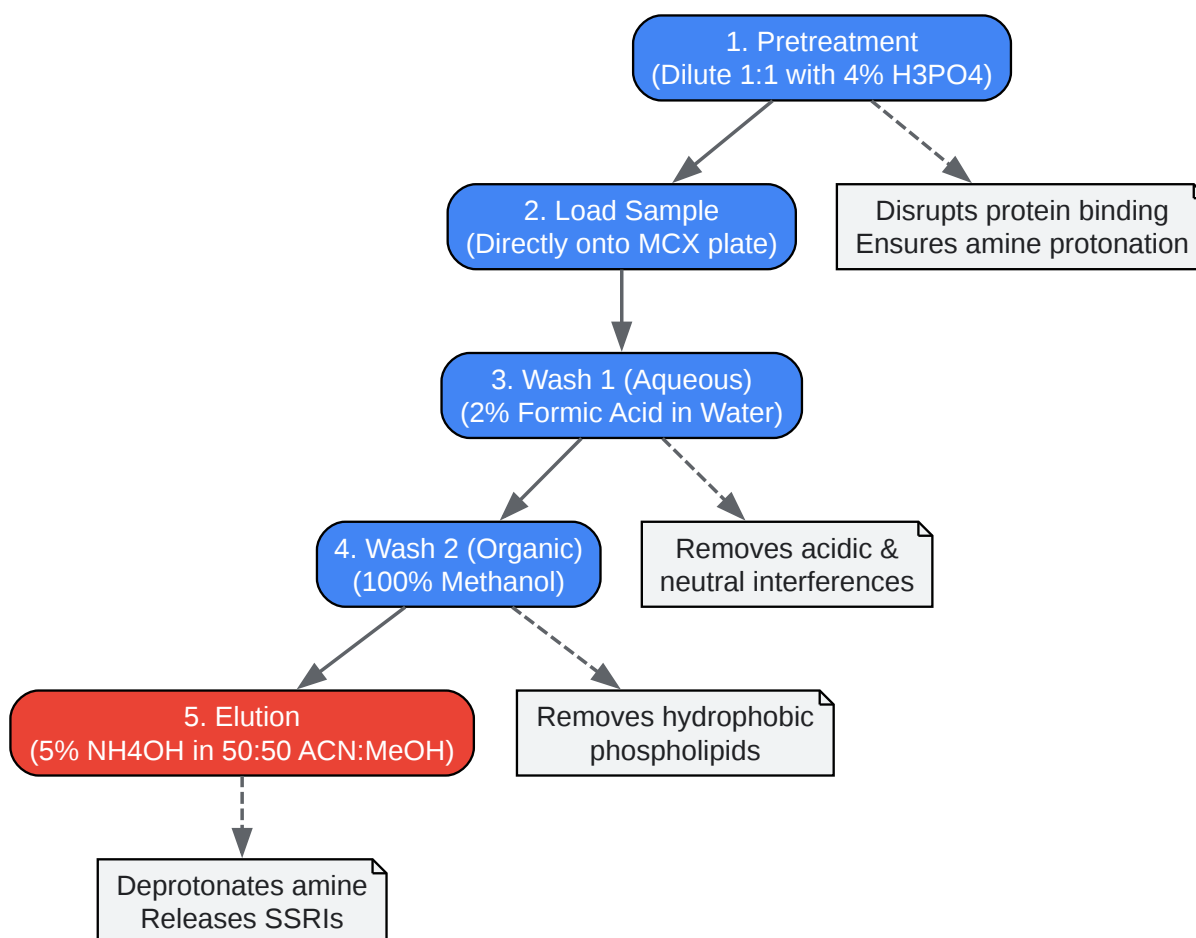 1. Pretreatment
(Dilute 1:1 with 4% H3PO4)
2. Load Sample
(Directly onto MCX plate)
Disrupts protein binding
Ensures amine protonation
3. Wash 1 (Aqueous)
(2% Formic Acid in Water)
4. Wash 2 (Organic)
(100% Methanol)
Removes acidic &
neutral interferences
5. Elution
(5% NH4OH in 50:50 ACN:MeOH)
Removes hydrophobic
phospholipids
Deprotonates amine
Releases SSRIs